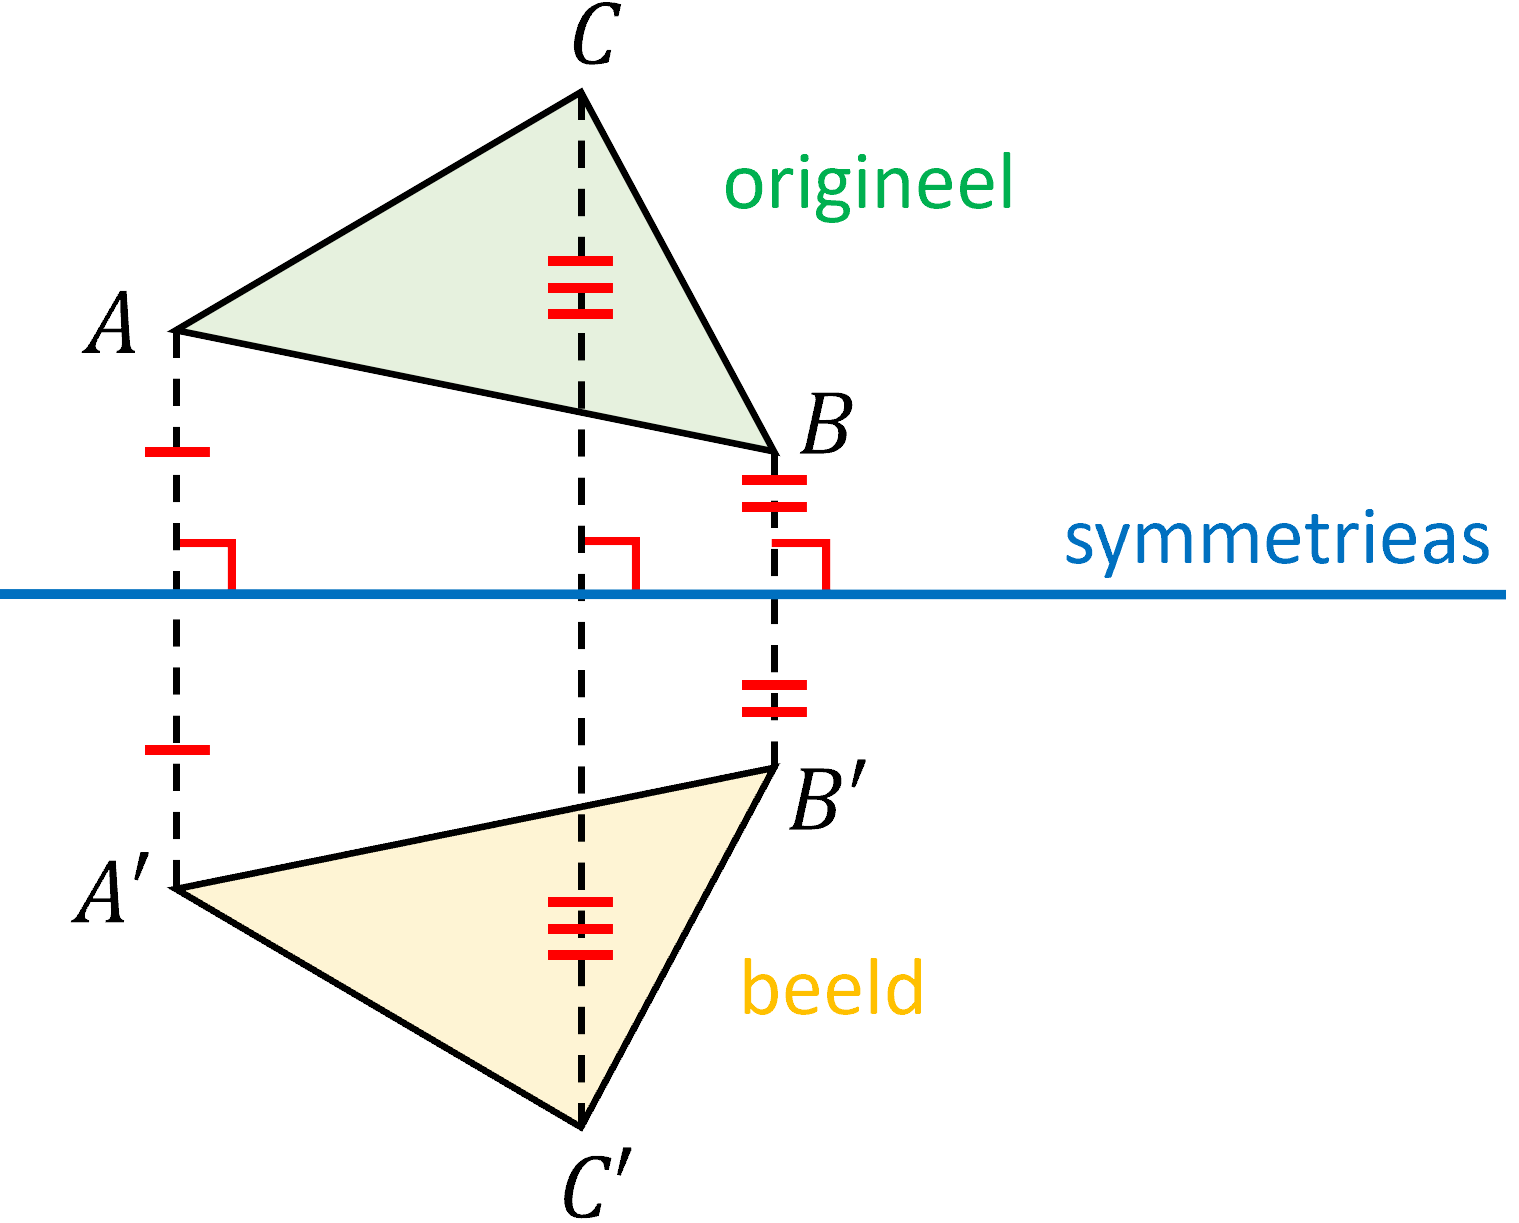 C
origineel
A
B
symmetrieas
B′
A′
beeld
C′